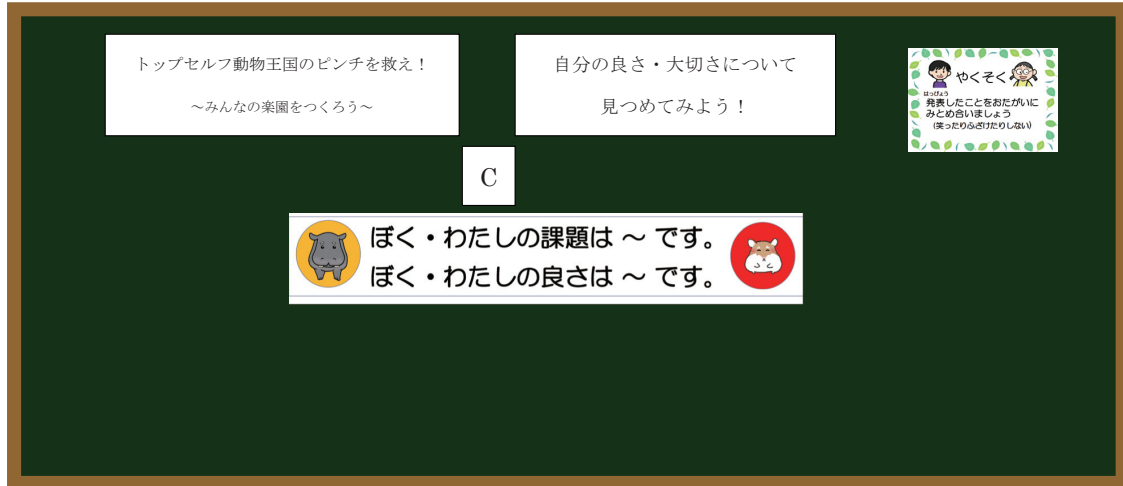 トップセルフ動物王国のピンチを救え！
～みんなの楽園をつくろう～
自分の良さ・大切さについて
見つめてみよう！
やくそく
はっぴょう
発表したことをおたがいに
みとめ合いましょう
(笑ったりふざけたりしない)
C
ぼく・わたしの課題は ～ です。
ぼく・わたしの良さは ～ です。